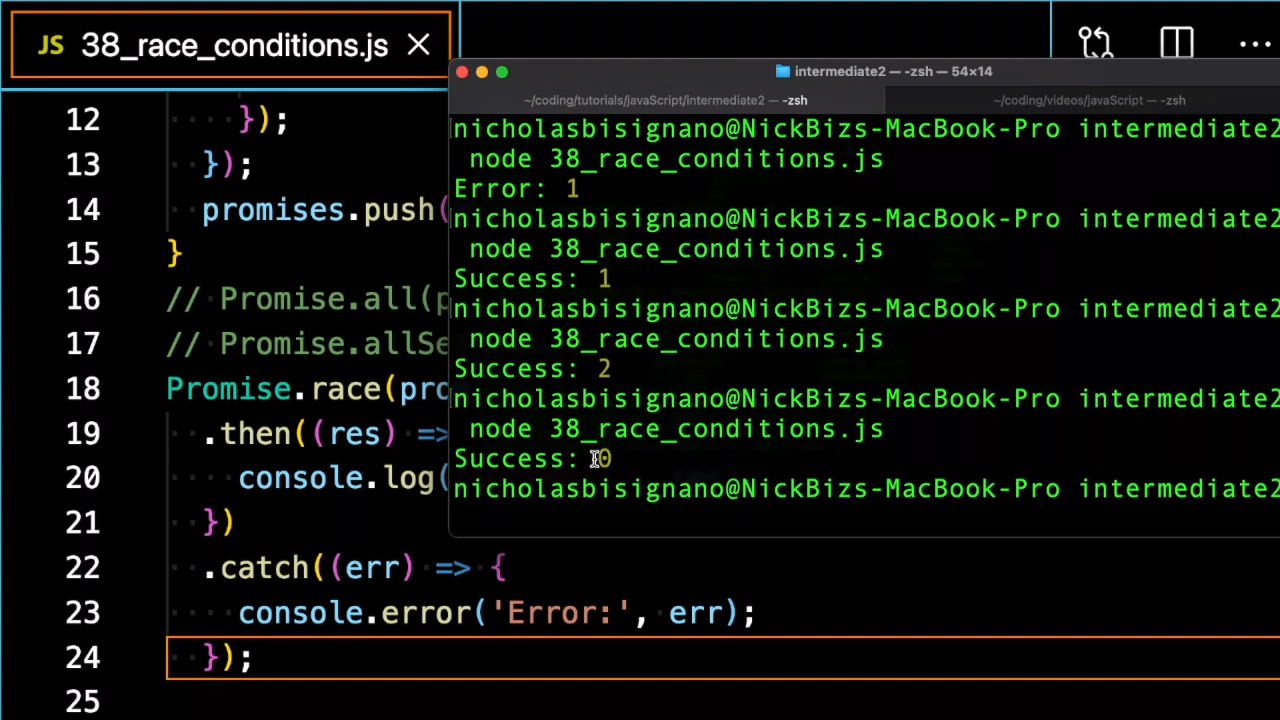 JS 38_race_conditions.js
intermediate2 — -zsh — 54×14
~/coding/tutorials/javaScript/intermediate2 — -zsh
~/coding/videos/javaScript — -zsh
12 });
13 });
14 promises.push(
15 }
16 // Promise.all(p
17 // Promise.allSe
18 Promise.race(pro
19 .then((res) =>
20 console.log(
21 })
22 .catch((err) => {
23 console.error('Error:', err);
24 });
25
nicholasbisignano@NickBizs-MacBook-Pro intermediate2
node 38_race_conditions.js
Error: 1
nicholasbisignano@NickBizs-MacBook-Pro intermediate2
node 38_race_conditions.js
Success: 1
nicholasbisignano@NickBizs-MacBook-Pro intermediate2
node 38_race_conditions.js
Success: 2
nicholasbisignano@NickBizs-MacBook-Pro intermediate2
node 38_race_conditions.js
Success: 0
nicholasbisignano@NickBizs-MacBook-Pro intermediate2